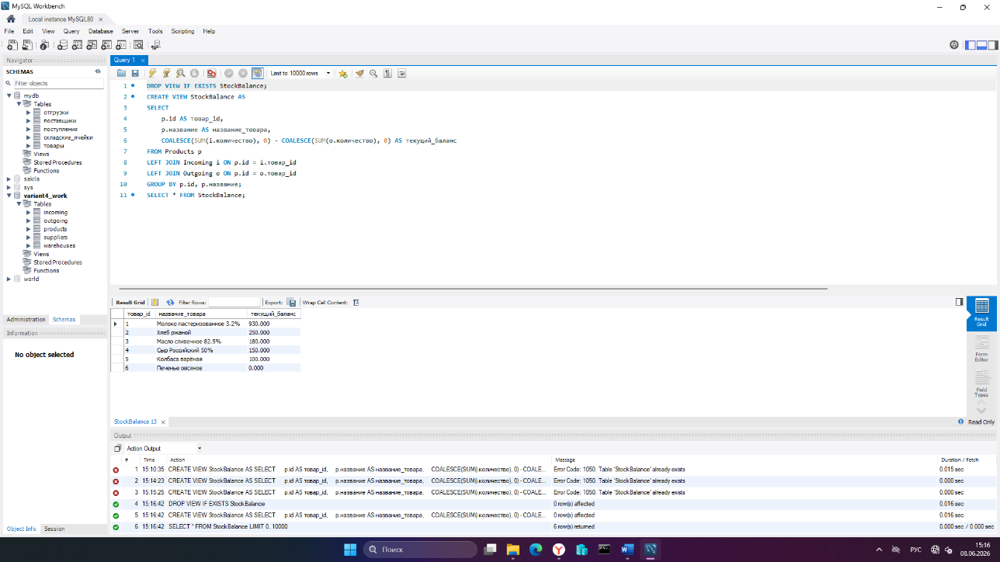 MySQL Workbench
Local instance MySQL80
File Edit View Query Database Server Tools Scripting Help
Navigator
SCHEMAS
Filter objects
mydb
Tables
отгрузки
поставщики
поступления
складские_ячейки
товары
Views
Stored Procedures
Functions
sakila
sys
variant4_work
Tables
incoming
outgoing
products
suppliers
warehouses
Views
Stored Procedures
Functions
world
Administration Schemas
Information
No object selected
Object Info Session
Query 1
Limit to 10000 rows
1 DROP VIEW IF EXISTS StockBalance;
2 CREATE VIEW StockBalance AS
3 SELECT
4 p.id AS товар_id,
5 p.название AS название_товара,
6 COALESCE(SUM(i.количество), 0) - COALESCE(SUM(o.количество), 0) AS текущий_баланс
7 FROM Products p
8 LEFT JOIN Incoming i ON p.id = i.товар_id
9 LEFT JOIN Outgoing o ON p.id = o.товар_id
10 GROUP BY p.id, p.название;
11 SELECT * FROM StockBalance;
Result Grid Filter Rows: Export: Wrap Cell Content:
товар_id название_товара текущий_баланс
1 Молоко пастеризованное 3.2% 930.000
2 Хлеб ржаной 250.000
3 Масло сливочное 82.5% 180.000
4 Сыр Российский 50% 150.000
5 Колбаса варёная 100.000
6 Печенье овсяное 0.000
Result Grid
Form Editor
Field Types
StockBalance 13
Read Only
Output
Action Output
# Time Action Message Duration / Fetch
1 15:10:35 CREATE VIEW StockBalance AS SELECT p.id AS товар_id, p.название AS название_товара, COALESCE(SUM(i.количество), 0) - COALE... Error Code: 1050. Table 'StockBalance' already exists 0.015 sec
2 15:14:23 CREATE VIEW StockBalance AS SELECT p.id AS товар_id, p.название AS название_товара, COALESCE(SUM(i.количество), 0) - COALE... Error Code: 1050. Table 'StockBalance' already exists 0.000 sec
3 15:15:25 CREATE VIEW StockBalance AS SELECT p.id AS товар_id, p.название AS название_товара, COALESCE(SUM(i.количество), 0) - COALE... Error Code: 1050. Table 'StockBalance' already exists 0.000 sec
4 15:16:42 DROP VIEW IF EXISTS StockBalance 0 row(s) affected 0.016 sec
5 15:16:42 CREATE VIEW StockBalance AS SELECT p.id AS товар_id, p.название AS название_товара, COALESCE(SUM(i.количество), 0) - COALE... 0 row(s) affected 0.016 sec
6 15:16:42 SELECT * FROM StockBalance LIMIT 0, 10000 6 row(s) returned 0.000 sec / 0.000 sec
Поиск
РУС
15:16
08.06.2026